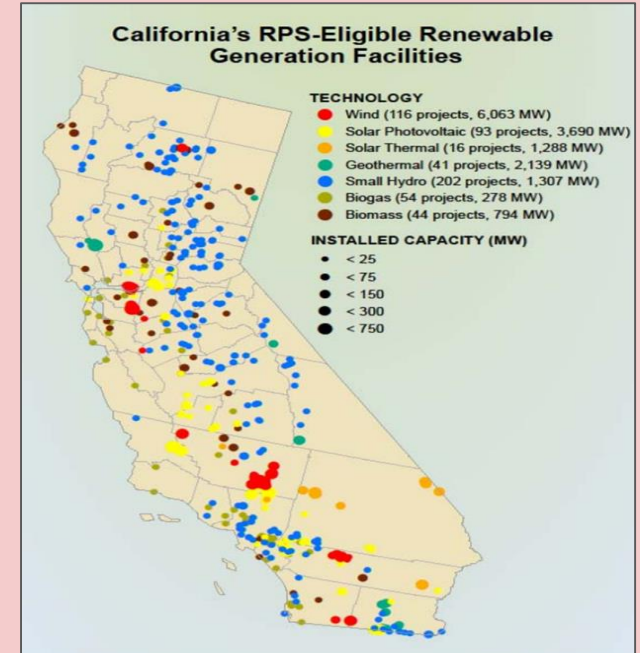 California's RPS-Eligible Renewable
Generation Facilities
TECHNOLOGY
Wind (116 projects, 6,063 MW)
Solar Photovoltaic (93 projects, 3,690 MW)
Solar Thermal (16 projects, 1,288 MW)
Geothermal (41 projects, 2,139 MW)
Small Hydro (202 projects, 1,307 MW)
Biogas (54 projects, 278 MW)
Biomass (44 projects, 794 MW)
INSTALLED CAPACITY (MW)
< 25
< 75
< 150
< 300
< 750